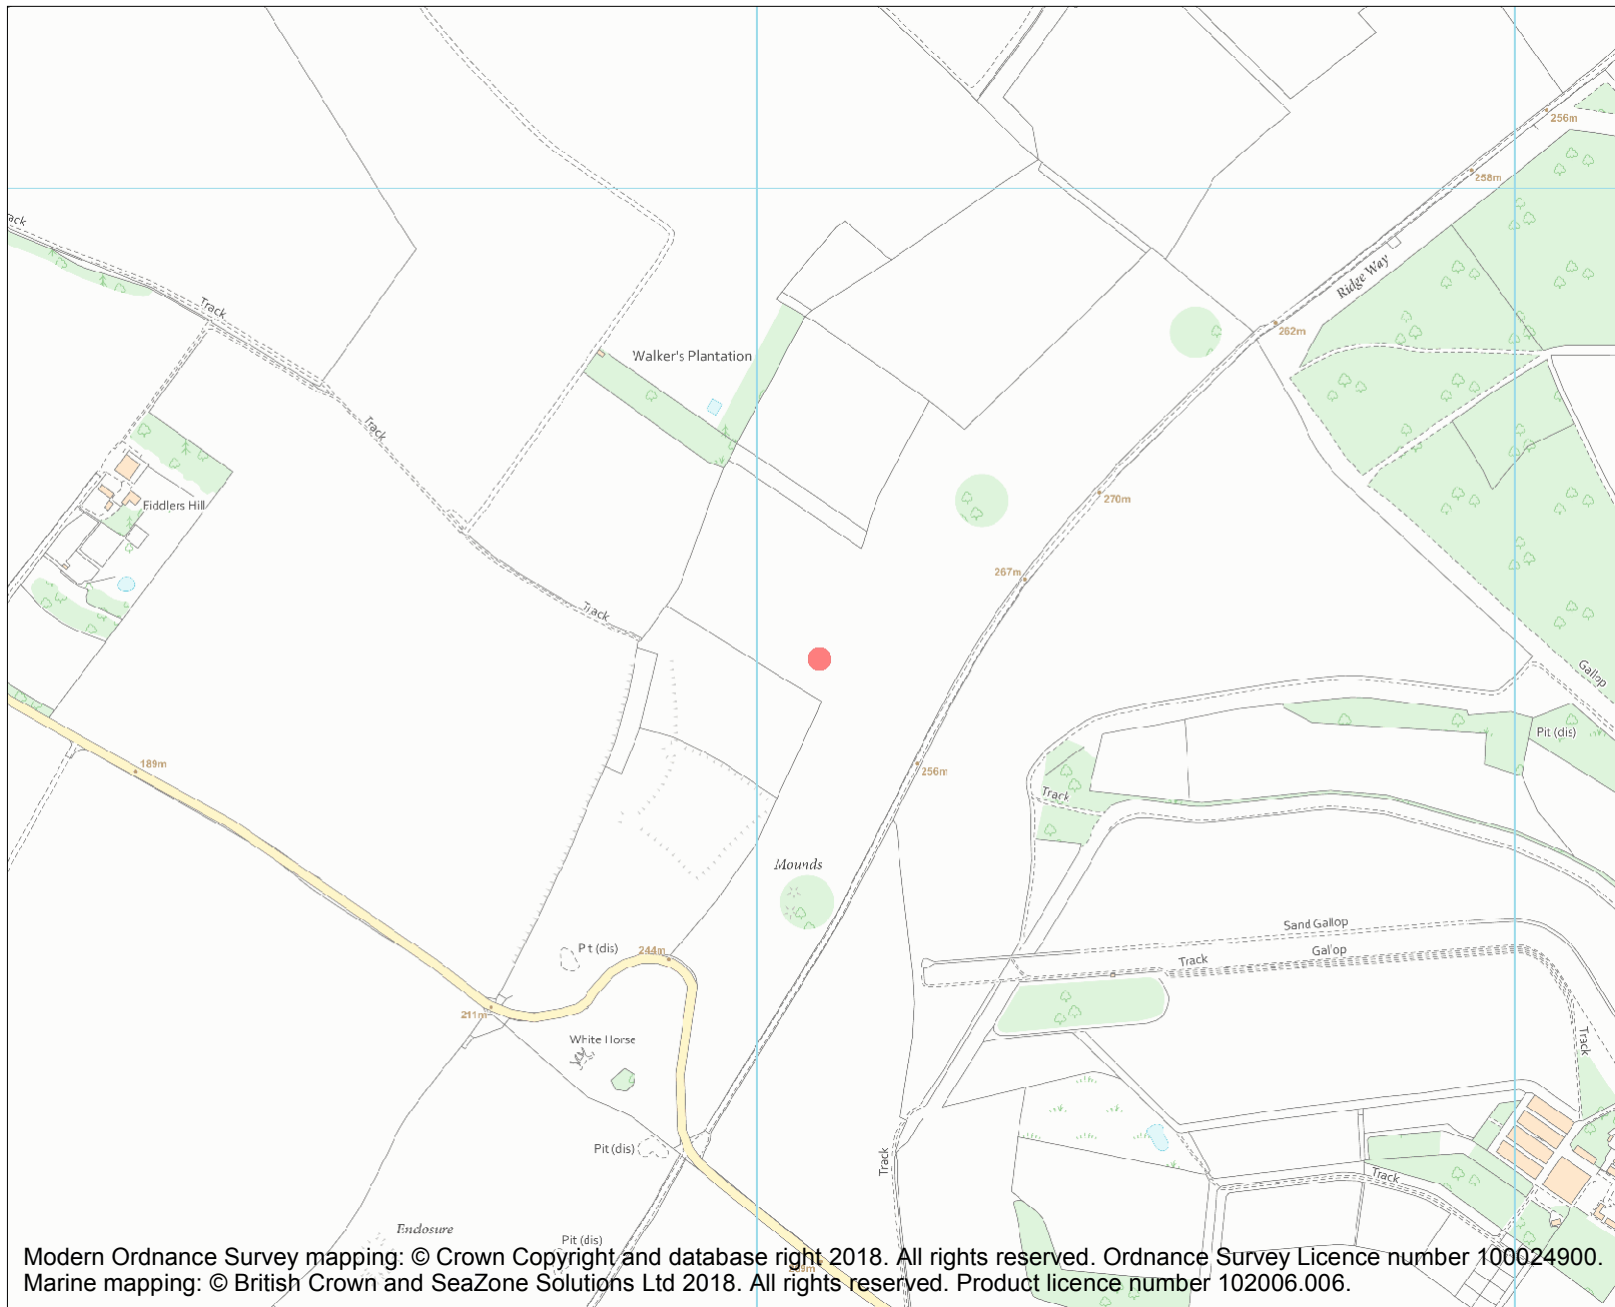 256m
258m
ack
Ridge Way
Track
262m
Walker's Plantation
Track
270m
Fiddlers Hill
267m
Track
Gallop
Pit (dis)
189m
256m
Track
Mounds
Sand Gallop
Pit (dis)
244m
Gallop
Track
211m
White Horse
Track
Pit (dis)
Track
Track
Enclosure
Pit (dis)
Modern Ordnance Survey mapping: © Crown Copyright and database right 2018. All rights reserved. Ordnance Survey Licence number 100024900.
Marine mapping: © British Crown and SeaZone Solutions Ltd 2018. All rights reserved. Product licence number 102006.006.